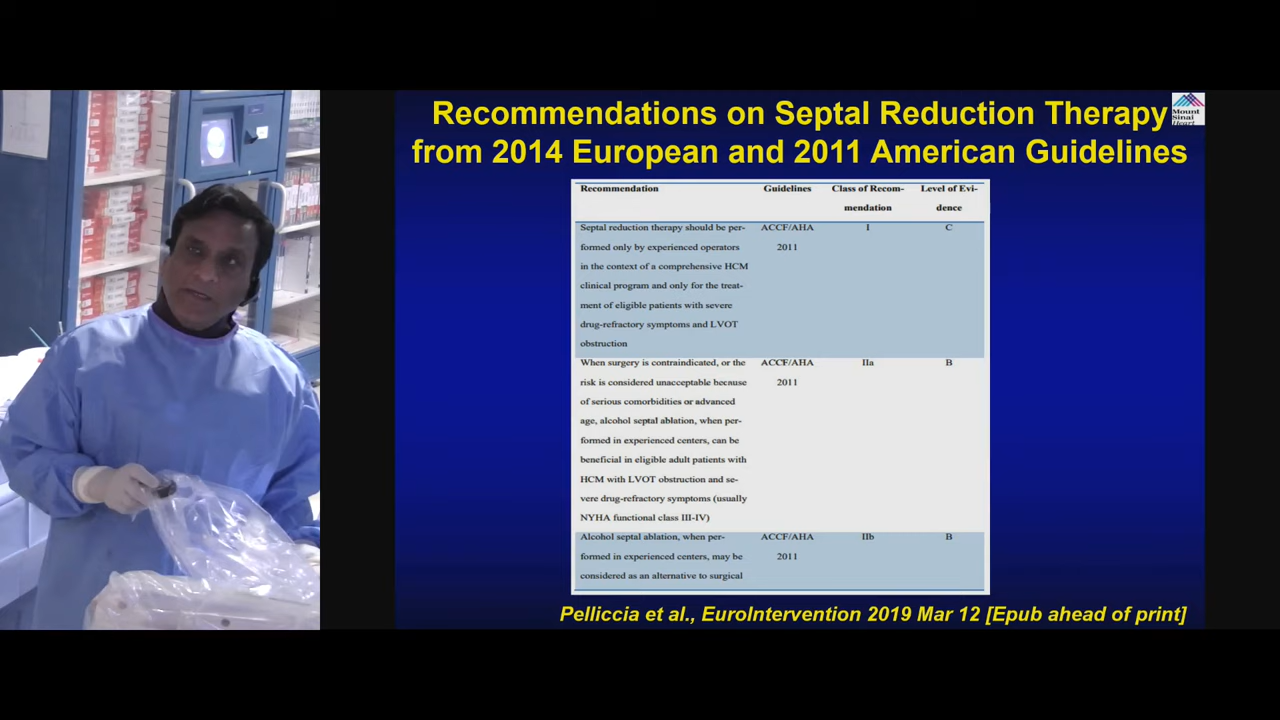 Recommendations on Septal Reduction Therapy
from 2014 European and 2011 American Guidelines
Mount
Sinai
Heart
Recommendation Guidelines Class of Recom- Level of Evi-
mendation dence
Septal reduction therapy should be per- ACCF/AHA I C
formed only by experienced operators 2011
in the context of a comprehensive HCM
clinical program and only for the treat-
ment of eligible patients with severe
drug-refractory symptoms and LVOT
obstruction
When surgery is contraindicated, or the ACCF/AHA IIa B
risk is considered unacceptable because 2011
of serious comorbidities or advanced
age, alcohol septal ablation, when per-
formed in experienced centers, can be
beneficial in eligible adult patients with
HCM with LVOT obstruction and se-
vere drug-refractory symptoms (usually
NYHA functional class III-IV)
Alcohol septal ablation, when per- ACCF/AHA IIb B
formed in experienced centers, may be 2011
considered as an alternative to surgical
Pelliccia et al., EuroIntervention 2019 Mar 12 [Epub ahead of print]